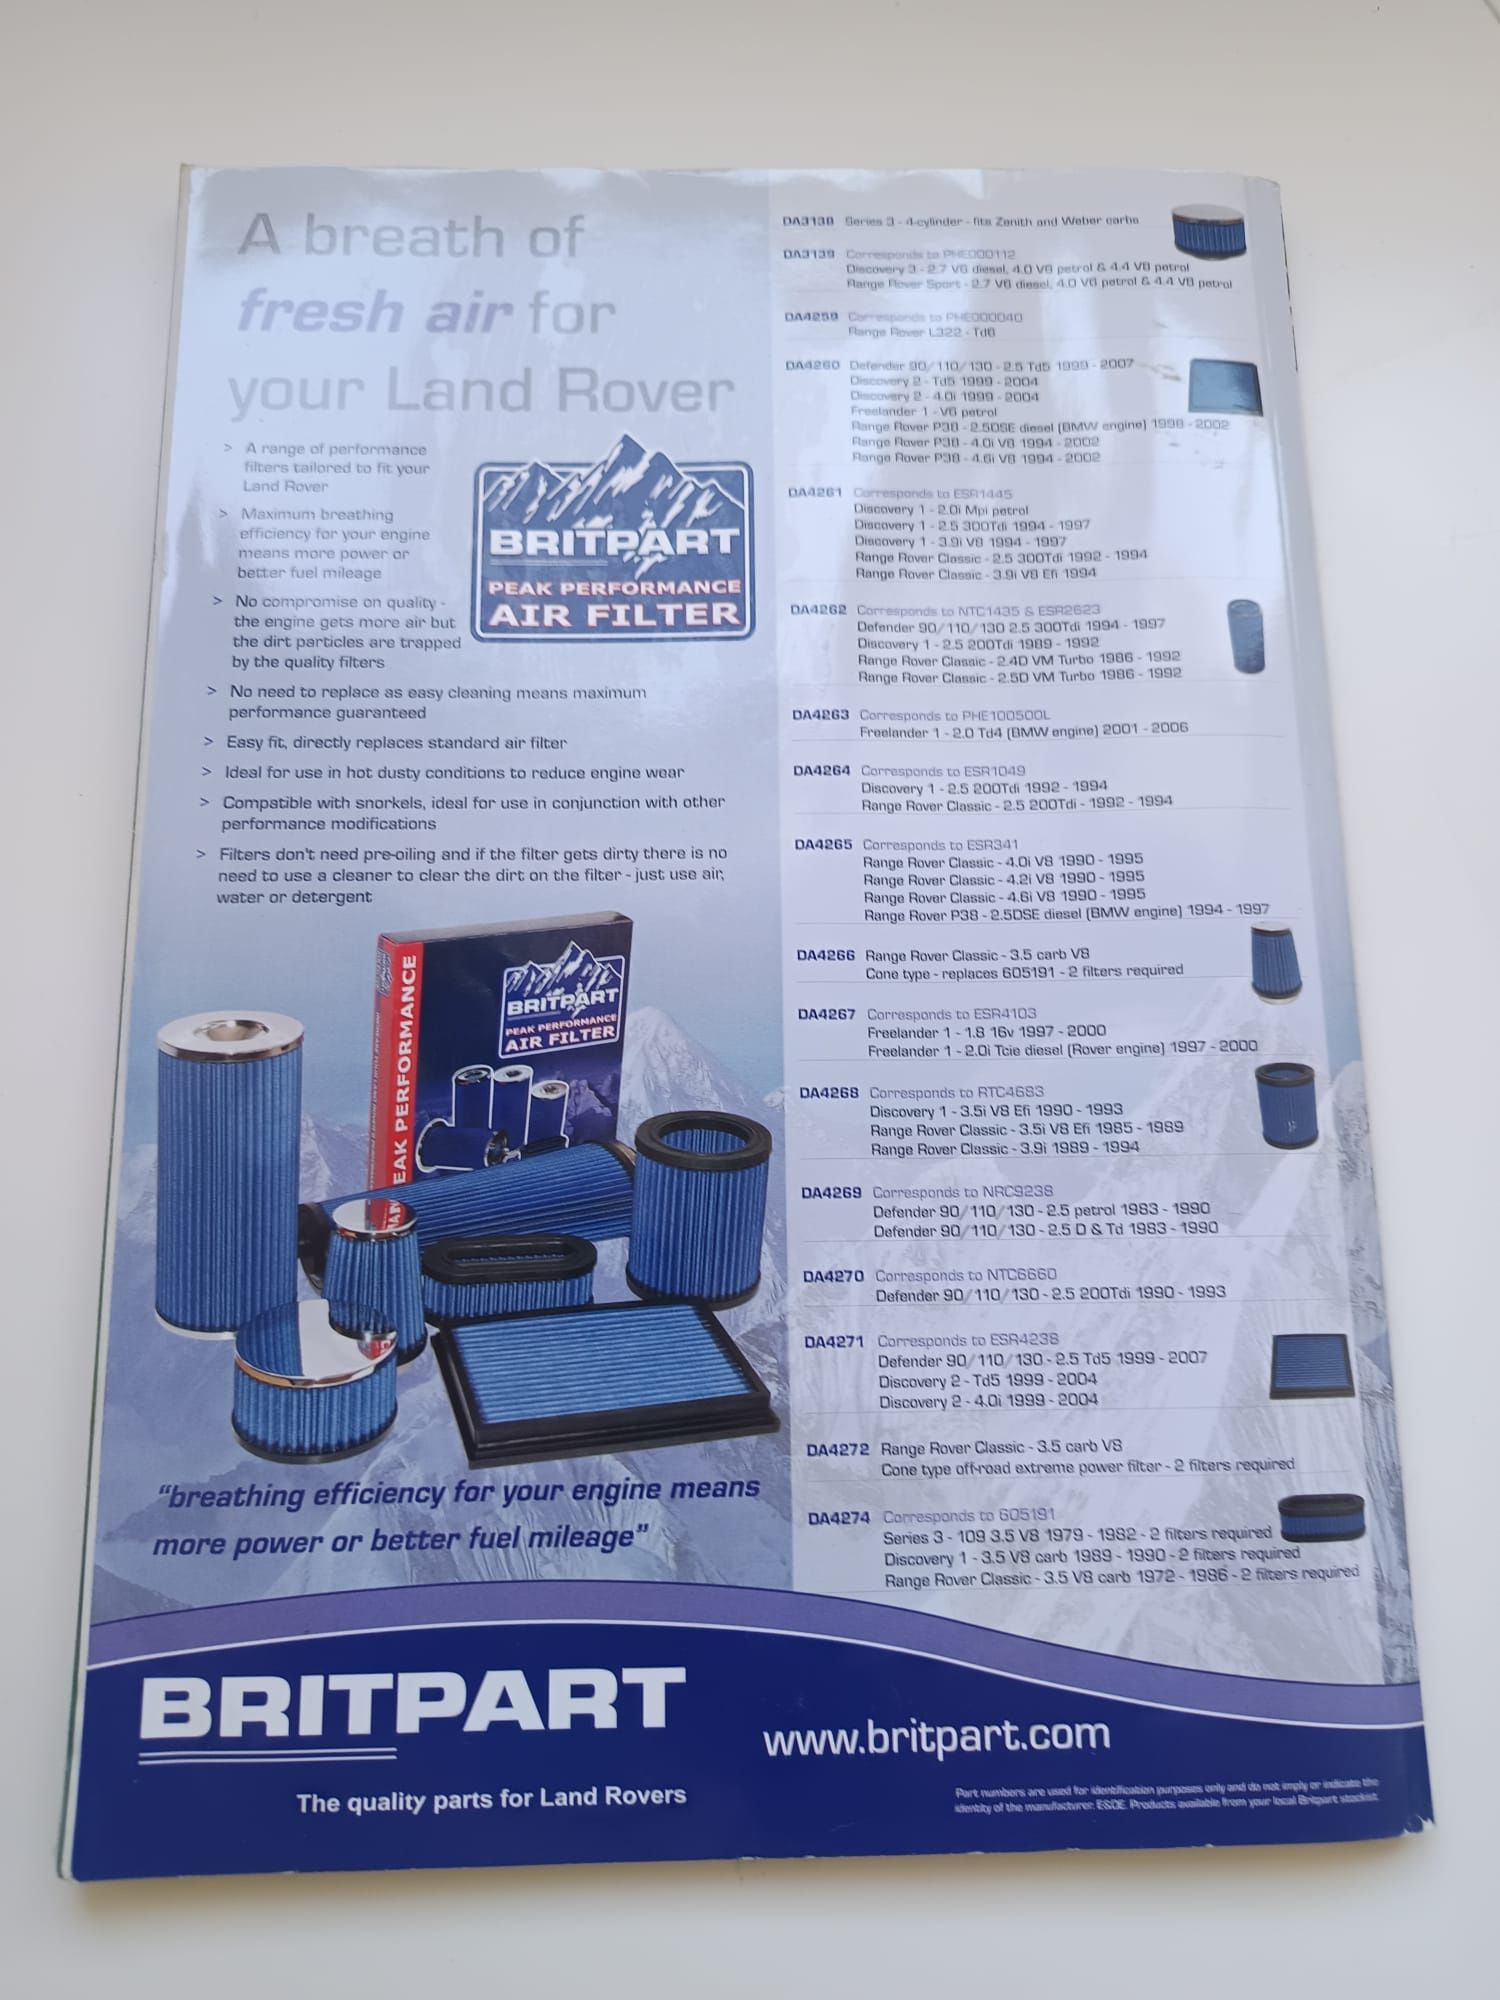 A breath of
fresh air for
your Land Rover
> A range of performance
filters tailored to fit your
Land Rover
> Maximum breathing
efficiency for your engine
means more power or
better fuel mileage
> No compromise on quality -
the engine gets more air but
the dirt particles are trapped
by the quality filters
> No need to replace as easy cleaning means maximum
performance guaranteed
> Easy fit, directly replaces standard air filter
> Ideal for use in hot dusty conditions to reduce engine wear
> Compatible with snorkels, ideal for use in conjunction with other
performance modifications
> Filters don't need pre-oiling and if the filter gets dirty there is no
need to use a cleaner to clear the dirt on the filter - just use air,
water or detergent
BRITPART
PEAK PERFORMANCE
AIR FILTER
PEAK PERFORMANCE
BRITPART
PEAK PERFORMANCE
AIR FILTER
"breathing efficiency for your engine means
more power or better fuel mileage"
DA3138 Series 3 - 4-cylinder - fits Zenith and Weber carbs
DA3139 Corresponds to PHE000112
Discovery 3 - 2.7 V6 diesel, 4.0 V6 petrol & 4.4 V8 petrol
Range Rover Sport - 2.7 V6 diesel, 4.0 V6 petrol & 4.4 V8 petrol
DA4259 Corresponds to PHE000040
Range Rover L322 - Td6
DA4260 Defender 90/110/130 - 2.5 Td5 1999 - 2007
Discovery 2 - Td5 1999 - 2004
Discovery 2 - 4.0i 1999 - 2004
Freelander 1 - V6 petrol
Range Rover P38 - 2.5DSE diesel (BMW engine) 1998 - 2002
Range Rover P38 - 4.0i V8 1994 - 2002
Range Rover P38 - 4.6i V8 1994 - 2002
DA4261 Corresponds to ESR1445
Discovery 1 - 2.0i Mpi petrol
Discovery 1 - 2.5 300Tdi 1994 - 1997
Discovery 1 - 3.9i V8 1994 - 1997
Range Rover Classic - 2.5 300Tdi 1992 - 1994
Range Rover Classic - 3.9i V8 Efi 1994
DA4262 Corresponds to NTC1435 & ESR2623
Defender 90/110/130 2.5 300Tdi 1994 - 1997
Discovery 1 - 2.5 200Tdi 1989 - 1992
Range Rover Classic - 2.4D VM Turbo 1986 - 1992
Range Rover Classic - 2.5D VM Turbo 1986 - 1992
DA4263 Corresponds to PHE100500L
Freelander 1 - 2.0 Td4 (BMW engine) 2001 - 2006
DA4264 Corresponds to ESR1049
Discovery 1 - 2.5 200Tdi 1992 - 1994
Range Rover Classic - 2.5 200Tdi - 1992 - 1994
DA4265 Corresponds to ESR341
Range Rover Classic - 4.0i V8 1990 - 1995
Range Rover Classic - 4.2i V8 1990 - 1995
Range Rover Classic - 4.6i V8 1990 - 1995
Range Rover P38 - 2.5DSE diesel (BMW engine) 1994 - 1997
DA4266 Range Rover Classic - 3.5 carb V8
Cone type - replaces 605191 - 2 filters required
DA4267 Corresponds to ESR4103
Freelander 1 - 1.8 16v 1997 - 2000
Freelander 1 - 2.0i Tcie diesel (Rover engine) 1997 - 2000
DA4268 Corresponds to RTC4683
Discovery 1 - 3.5i V8 Efi 1990 - 1993
Range Rover Classic - 3.5i V8 Efi 1985 - 1989
Range Rover Classic - 3.9i 1989 - 1994
DA4269 Corresponds to NRC9238
Defender 90/110/130 - 2.5 petrol 1983 - 1990
Defender 90/110/130 - 2.5 D & Td 1983 - 1990
DA4270 Corresponds to NTC6660
Defender 90/110/130 - 2.5 200Tdi 1990 - 1993
DA4271 Corresponds to ESR4238
Defender 90/110/130 - 2.5 Td5 1999 - 2007
Discovery 2 - Td5 1999 - 2004
Discovery 2 - 4.0i 1999 - 2004
DA4272 Range Rover Classic - 3.5 carb V8
Cone type off-road extreme power filter - 2 filters required
DA4274 Corresponds to 605191
Series 3 - 109 3.5 V8 1979 - 1982 - 2 filters required
Discovery 1 - 3.5 V8 carb 1989 - 1990 - 2 filters required
Range Rover Classic - 3.5 V8 carb 1972 - 1986 - 2 filters required
BRITPART
The quality parts for Land Rovers
www.britpart.com
Part numbers are used for identification purposes only and do not imply or indicate the
identity of the manufacturer. E&OE. Products available from your local Britpart stockist.